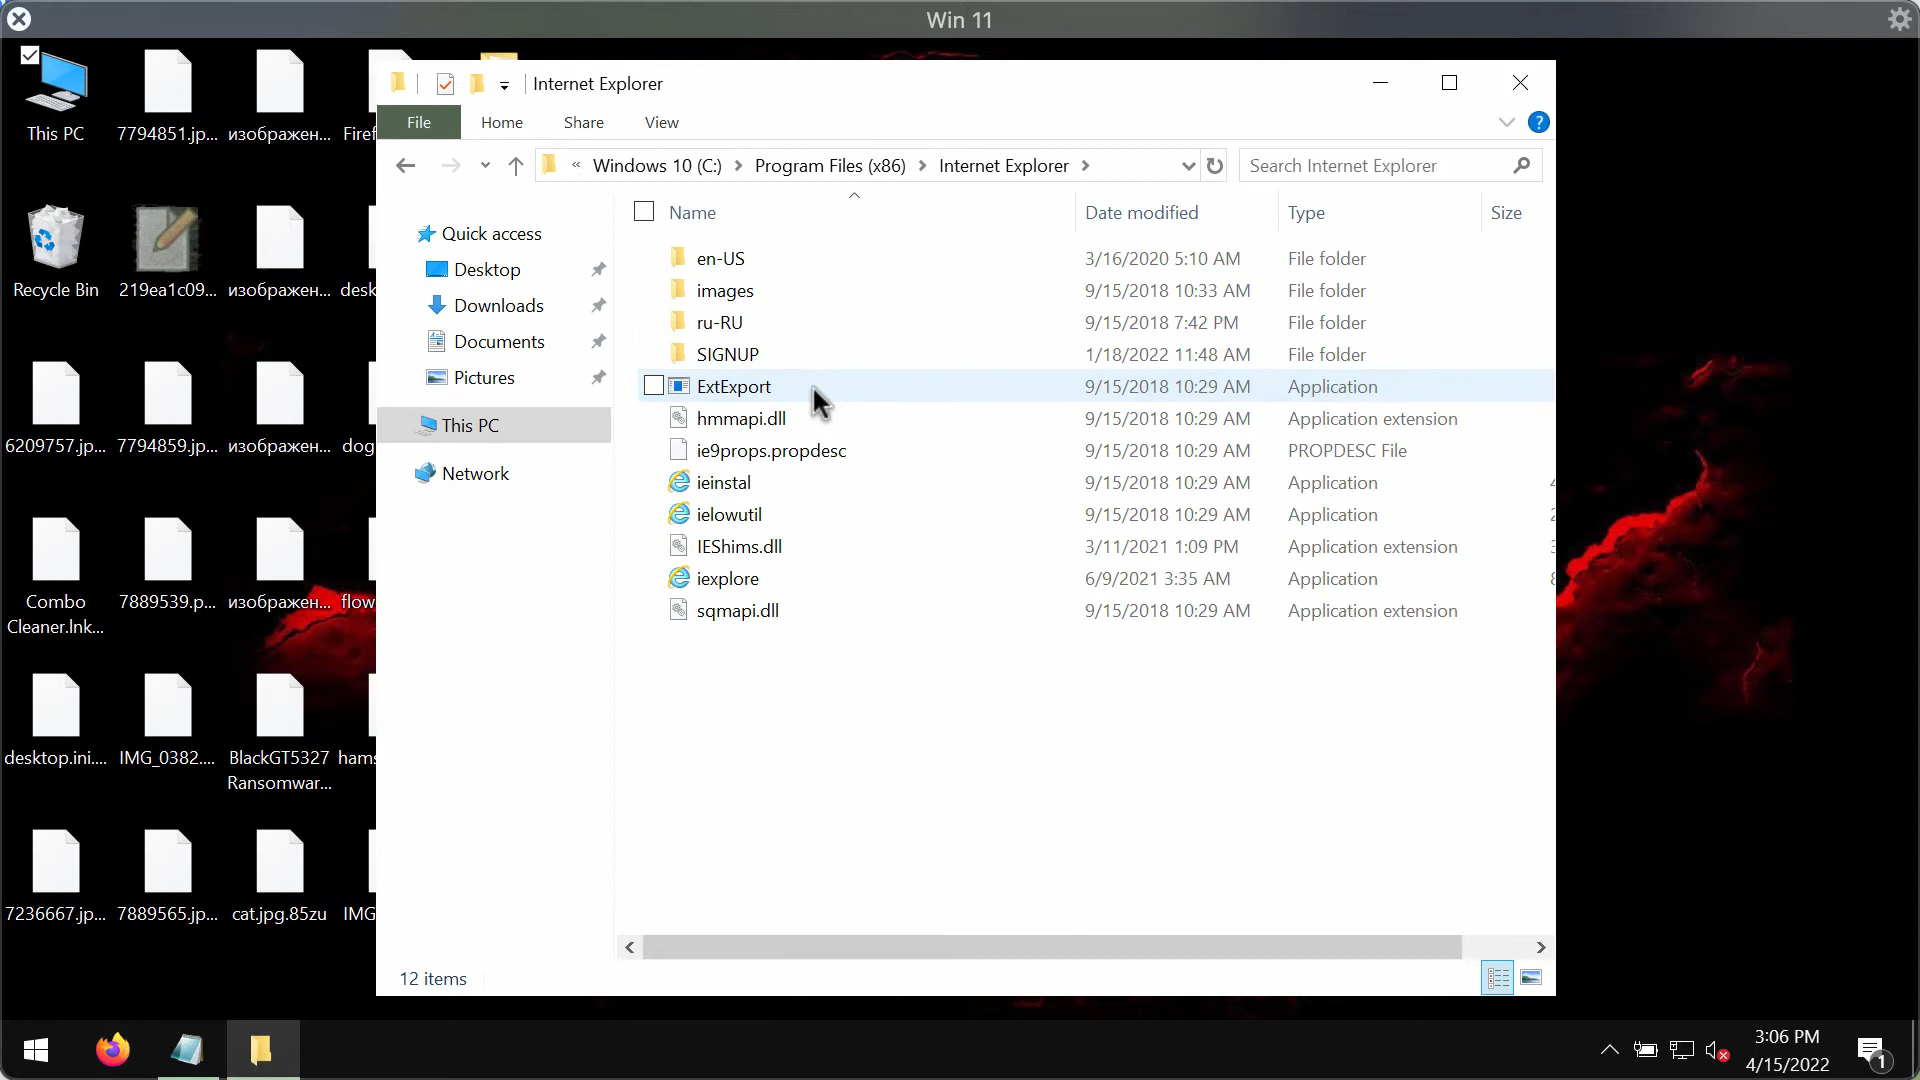 Win 11
This PC
7794851.jp...
изображен...
Firef
Recycle Bin
219ea1c09...
изображен...
desk
6209757.jp...
7794859.jp...
изображен...
dog
Combo
Cleaner.lnk...
7889539.p...
изображен...
flow
desktop.ini....
IMG_0382....
BlackGT5327
Ransomwar...
hams
7236667.jp...
7889565.jp...
cat.jpg.85zu
IMG
Internet Explorer
File Home Share View
?
« Windows 10 (C:) Program Files (x86) Internet Explorer
Search Internet Explorer
Quick access
Desktop
Downloads
Documents
Pictures
This PC
Network
Name Date modified Type Size
en-US 3/16/2020 5:10 AM File folder
images 9/15/2018 10:33 AM File folder
ru-RU 9/15/2018 7:42 PM File folder
SIGNUP 1/18/2022 11:48 AM File folder
ExtExport 9/15/2018 10:29 AM Application
hmmapi.dll 9/15/2018 10:29 AM Application extension
ie9props.propdesc 9/15/2018 10:29 AM PROPDESC File
ieinstal 9/15/2018 10:29 AM Application
ielowutil 9/15/2018 10:29 AM Application
IEShims.dll 3/11/2021 1:09 PM Application extension
iexplore 6/9/2021 3:35 AM Application
sqmapi.dll 9/15/2018 10:29 AM Application extension
12 items
3:06 PM
4/15/2022
1